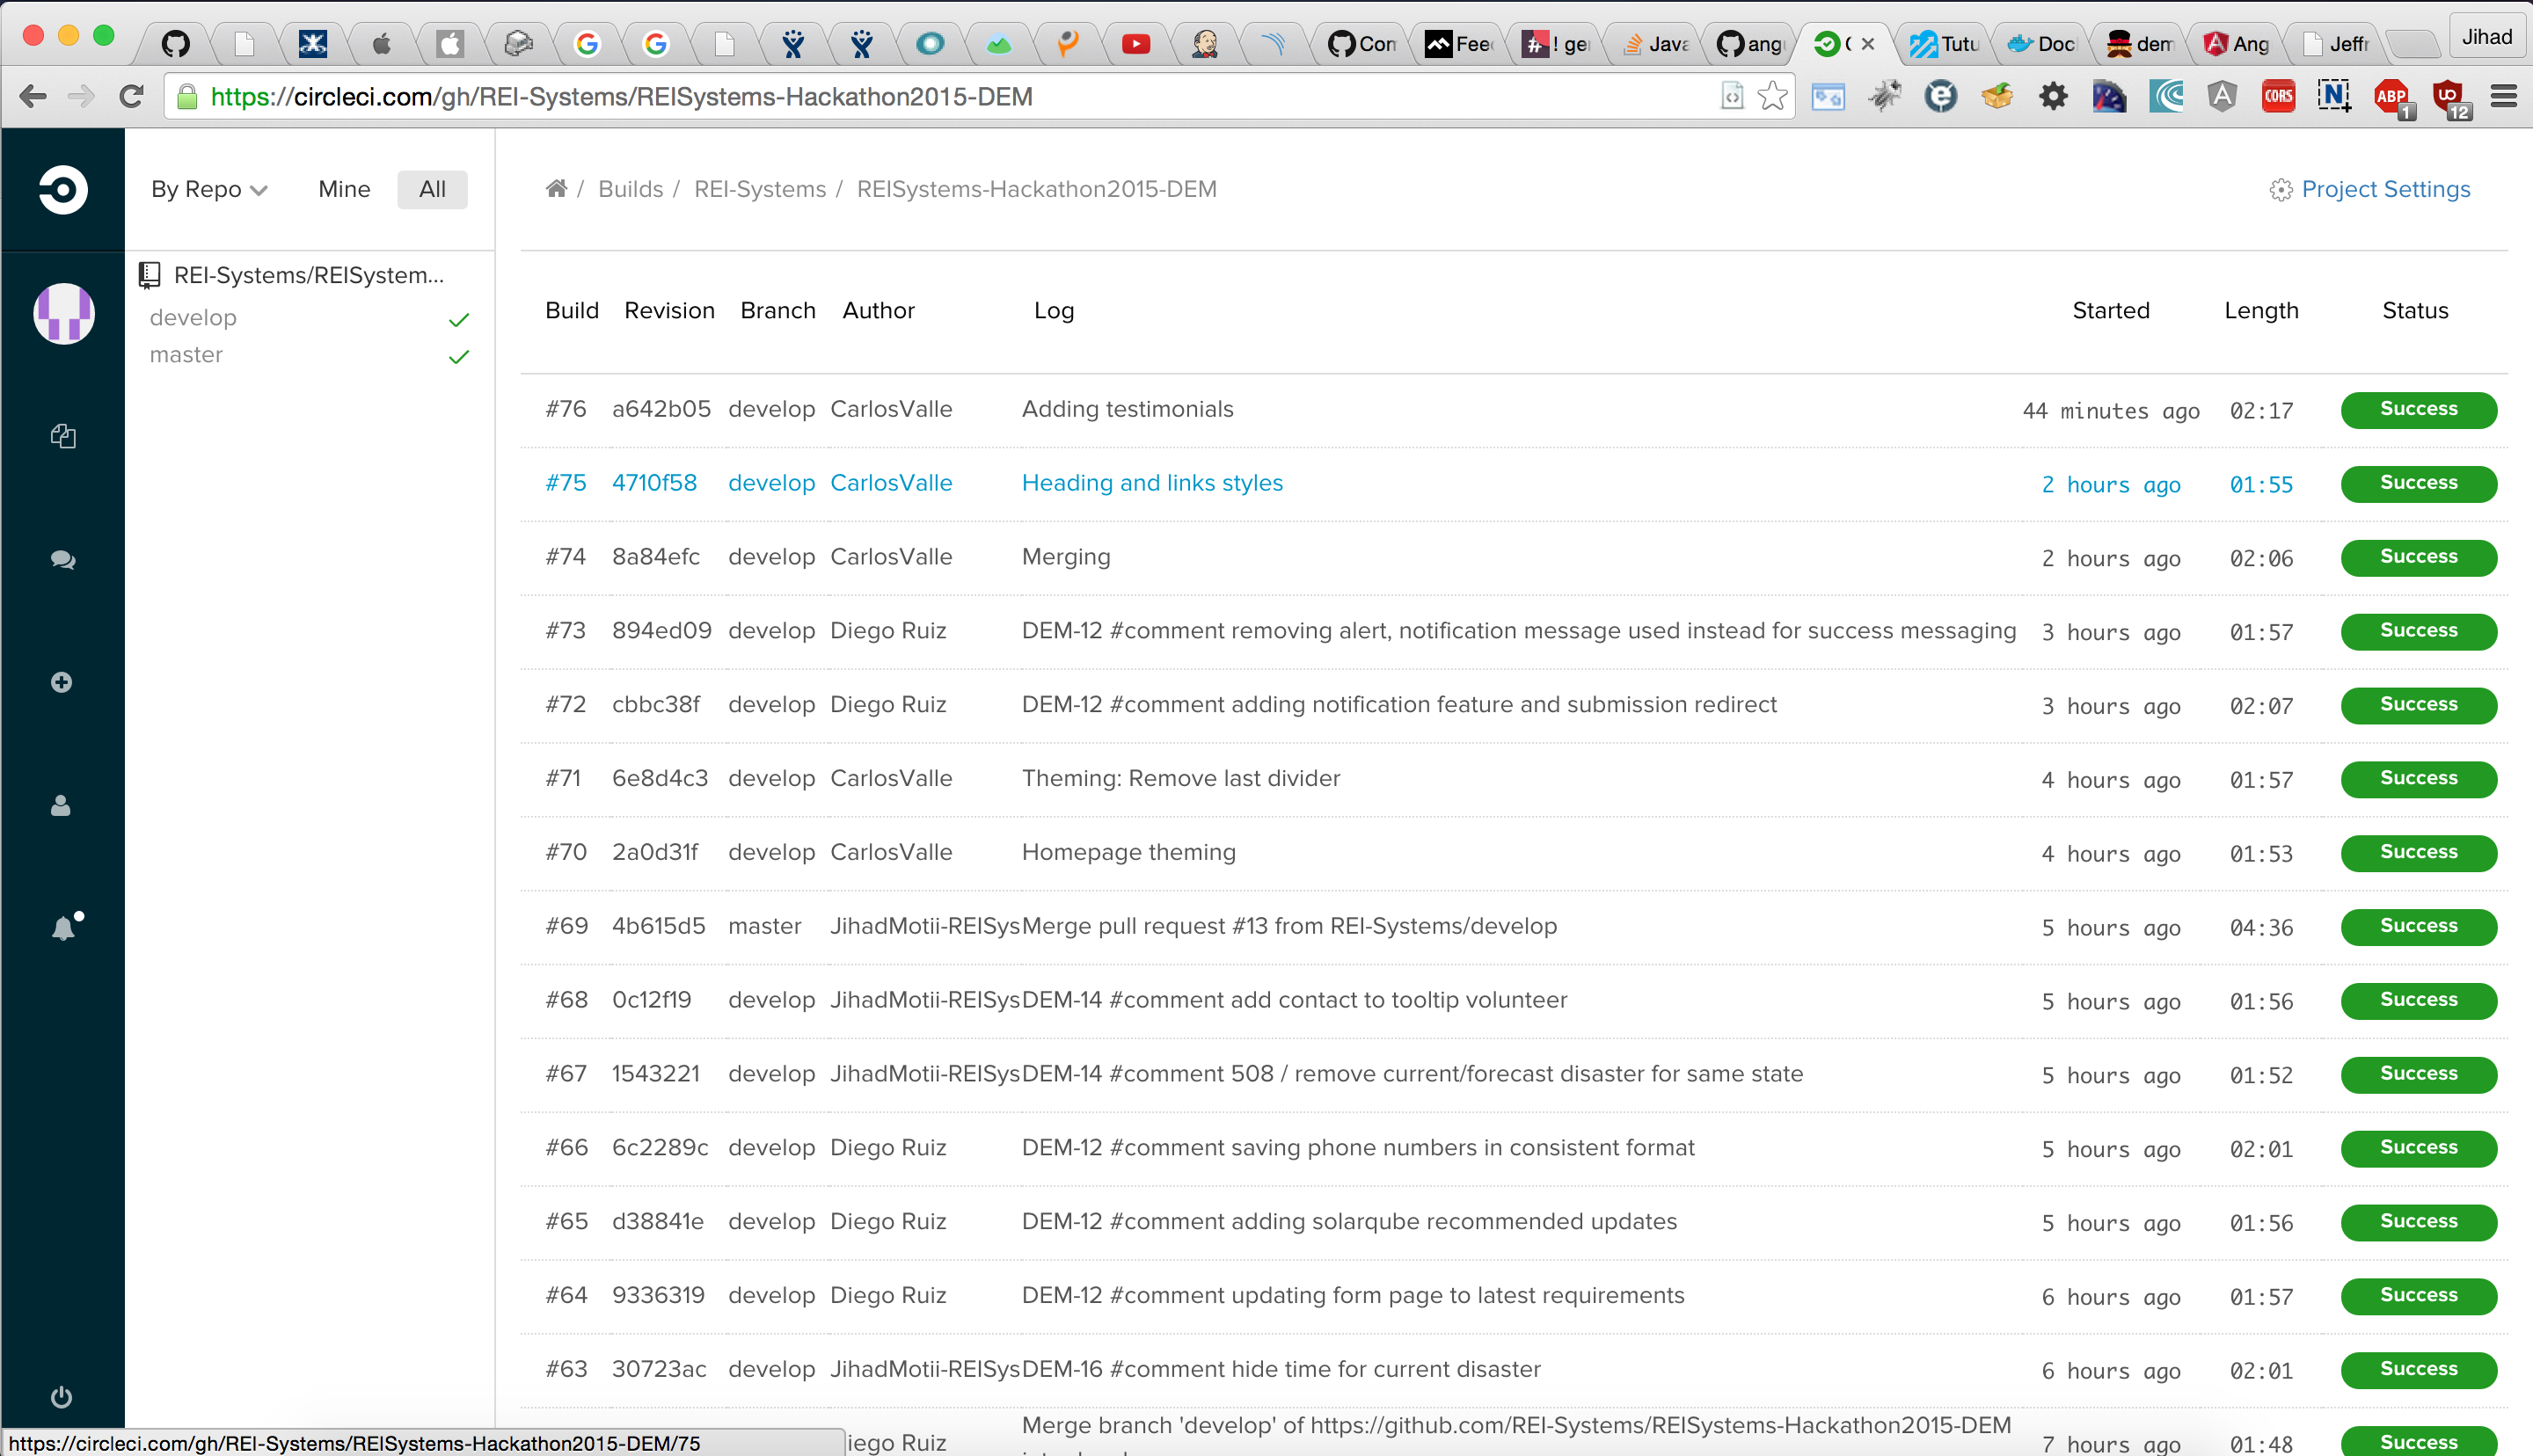 Con
Feed
! ge
Java
ang
Tutu
Doc
dem
Ang
Jeffr
Jihad
https://circleci.com/gh/REI-Systems/REISystems-Hackathon2015-DEM
CORS
N
ABP
1
12
By Repo Mine All
/ Builds / REI-Systems / REISystems-Hackathon2015-DEM
Project Settings
REI-Systems/REISystem...
develop
master
Build Revision Branch Author Log Started Length Status
#76 a642b05 develop CarlosValle Adding testimonials 44 minutes ago 02:17 Success
#75 4710f58 develop CarlosValle Heading and links styles 2 hours ago 01:55 Success
#74 8a84efc develop CarlosValle Merging 2 hours ago 02:06 Success
#73 894ed09 develop Diego Ruiz DEM-12 #comment removing alert, notification message used instead for success messaging 3 hours ago 01:57 Success
#72 cbbc38f develop Diego Ruiz DEM-12 #comment adding notification feature and submission redirect 3 hours ago 02:07 Success
#71 6e8d4c3 develop CarlosValle Theming: Remove last divider 4 hours ago 01:57 Success
#70 2a0d31f develop CarlosValle Homepage theming 4 hours ago 01:53 Success
#69 4b615d5 master JihadMotii-REISys Merge pull request #13 from REI-Systems/develop 5 hours ago 04:36 Success
#68 0c12f19 develop JihadMotii-REISys DEM-14 #comment add contact to tooltip volunteer 5 hours ago 01:56 Success
#67 1543221 develop JihadMotii-REISys DEM-14 #comment 508 / remove current/forecast disaster for same state 5 hours ago 01:52 Success
#66 6c2289c develop Diego Ruiz DEM-12 #comment saving phone numbers in consistent format 5 hours ago 02:01 Success
#65 d38841e develop Diego Ruiz DEM-12 #comment adding solarqube recommended updates 5 hours ago 01:56 Success
#64 9336319 develop Diego Ruiz DEM-12 #comment updating form page to latest requirements 6 hours ago 01:57 Success
#63 30723ac develop JihadMotii-REISys DEM-16 #comment hide time for current disaster 6 hours ago 02:01 Success
Merge branch 'develop' of https://github.com/REI-Systems/REISystems-Hackathon2015-DEM
iego Ruiz 7 hours ago 01:48 Success
https://circleci.com/gh/REI-Systems/REISystems-Hackathon2015-DEM/75